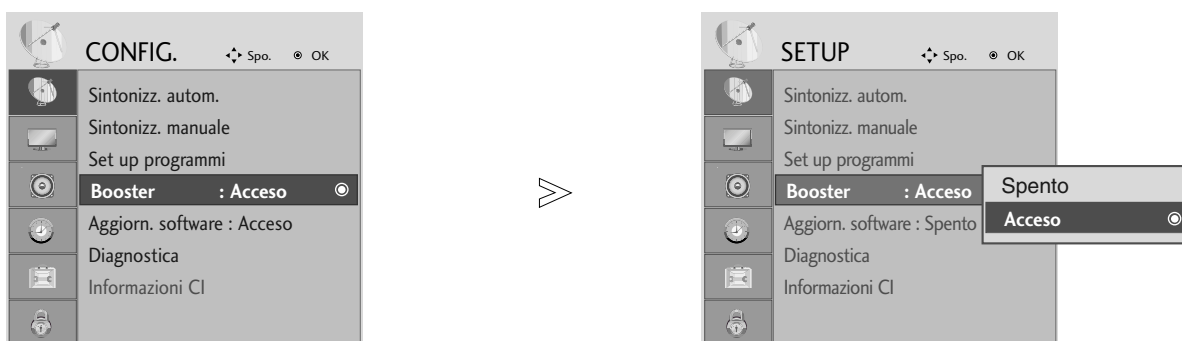 CONFIG. Spo. OK
Sintonizz. autom.
Sintonizz. manuale
Set up programmi
Booster : Acceso
Aggiorn. software : Acceso
Diagnostica
Informazioni CI
SETUP Spo. OK
Sintonizz. autom.
Sintonizz. manuale
Set up programmi
Booster : Acceso
Aggiorn. software : Spento
Diagnostica
Informazioni CI
Spento
Acceso